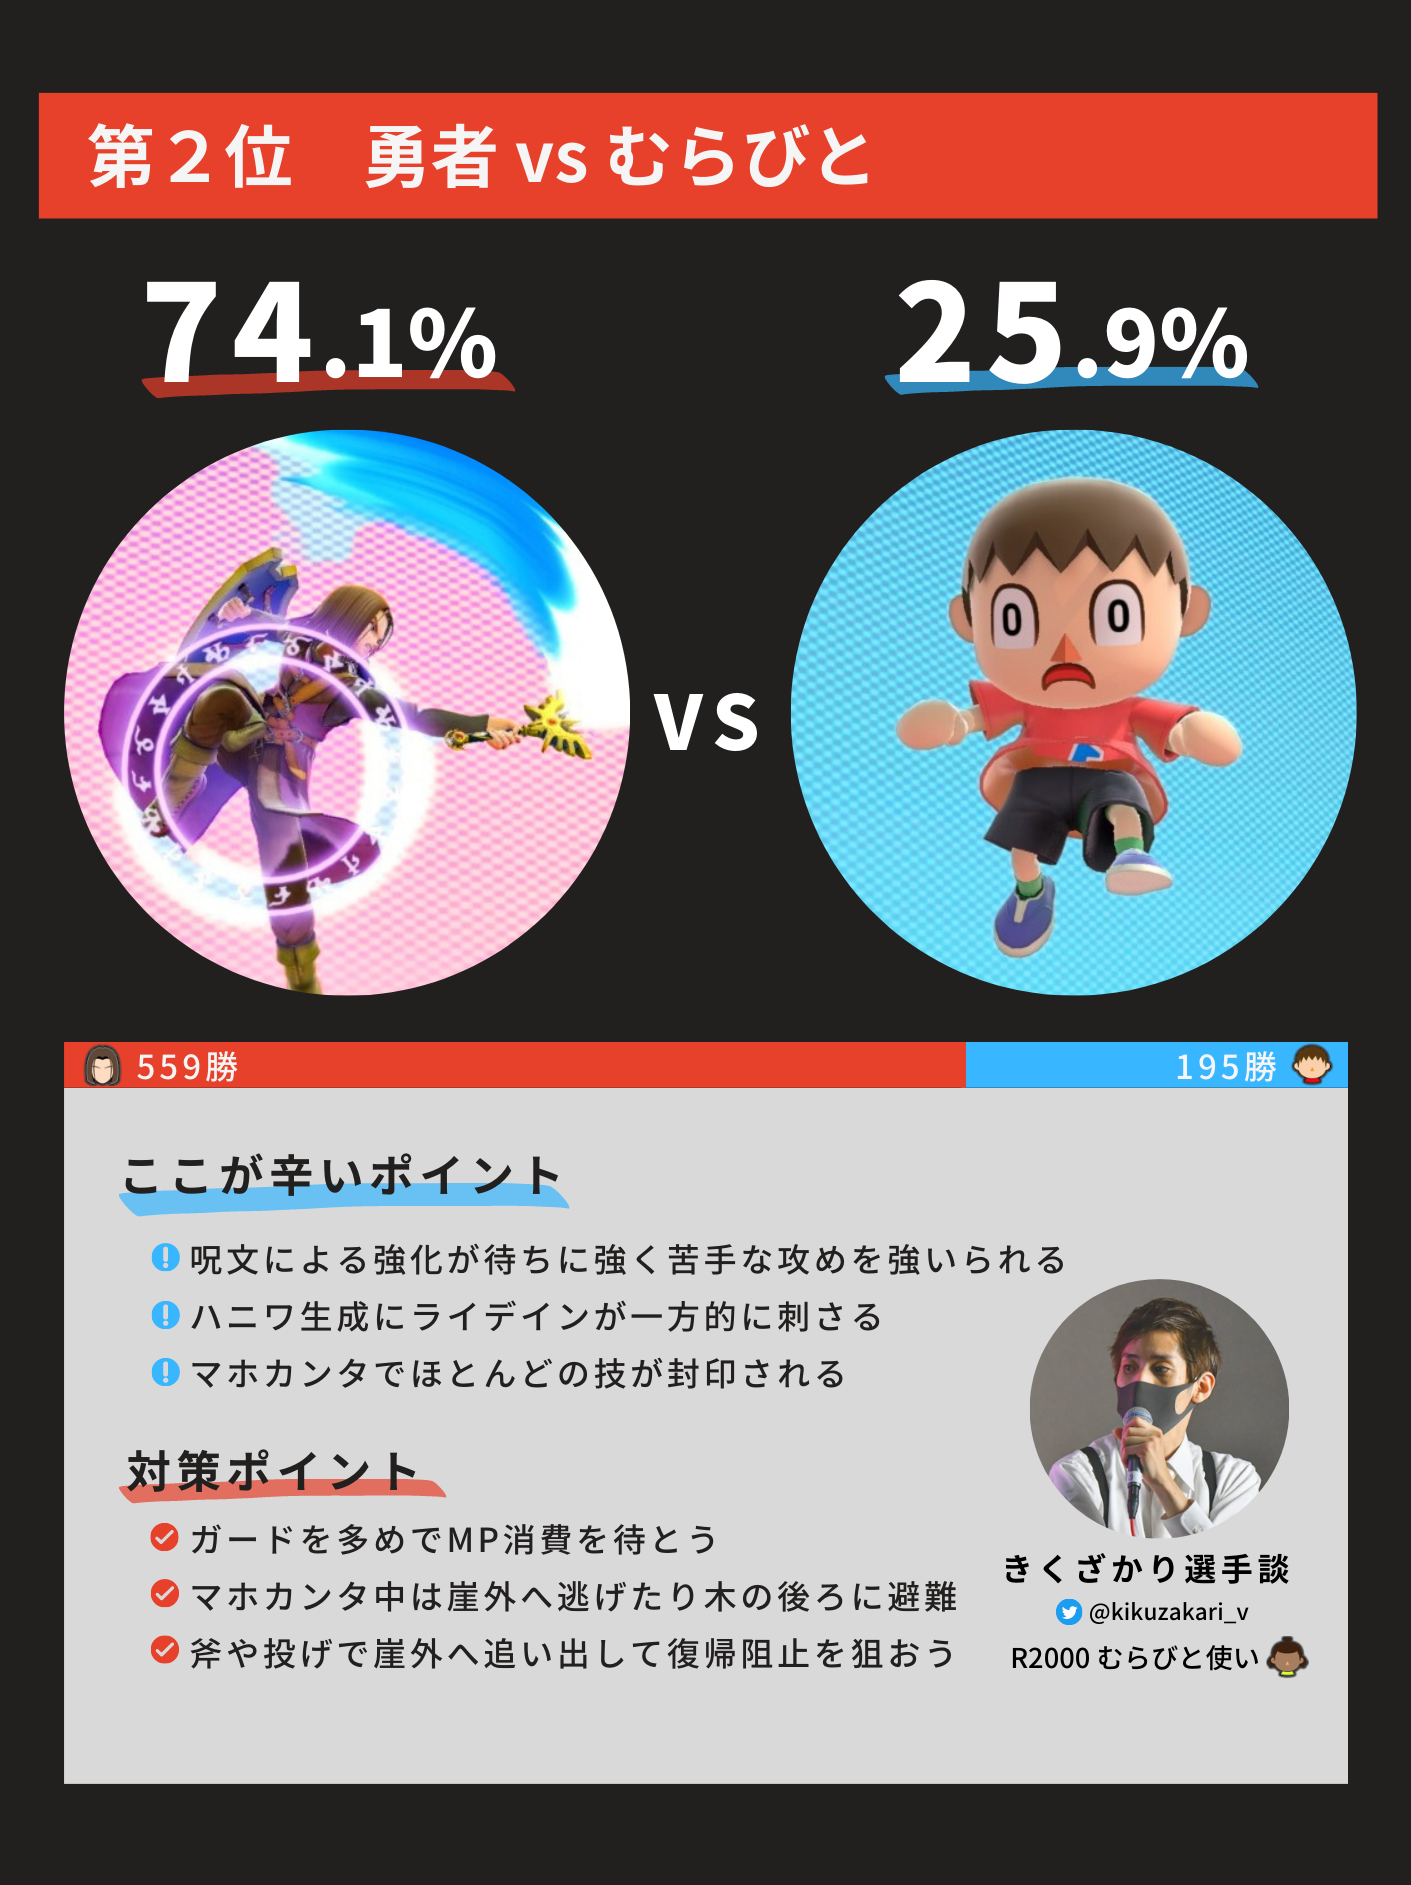 第２位　勇者 vs むらびと
74.1%
25.9%
vs
559勝
195勝
ここが辛いポイント
呪文による強化が待ちに強く苦手な攻めを強いられる
ハニワ生成にライデインが一方的に刺さる
マホカンタでほとんどの技が封印される
対策ポイント
ガードを多めでMP消費を待とう
マホカンタ中は崖外へ逃げたり木の後ろに避難
斧や投げで崖外へ追い出して復帰阻止を狙おう
きくざかり選手談
@kikuzakari_v
R2000 むらびと使い